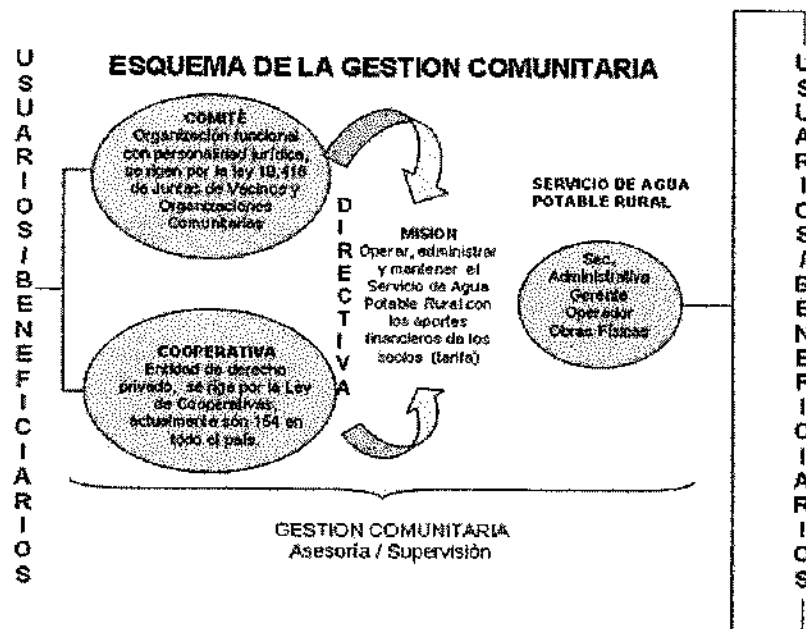 ESQUEMA DE LA GESTION COMUNITARIA
USUARIOS/BENEFICIARIOS
COMITÉ
Organización funcional
con personalidad jurídica,
se rigen por la ley 19.418
de Juntas de Vecinos y
Organizaciones
Comunitarias
COOPERATIVA
Entidad de derecho
privado, se rige por la Ley
de Cooperativas,
actualmente son 154 en
todo el país.
DIRECTIVA
MISION
Operar, administrar
y mantener el
Servicio de Agua
Potable Rural con
los aportes
financieros de los
socios (tarifa)
SERVICIO DE AGUA
POTABLE RURAL
Sec.
Administrativa
Gerente
Operador
Obras Físicas
USUARIOS/BENEFICIARIOS
GESTION COMUNITARIA
Asesoría / Supervisión